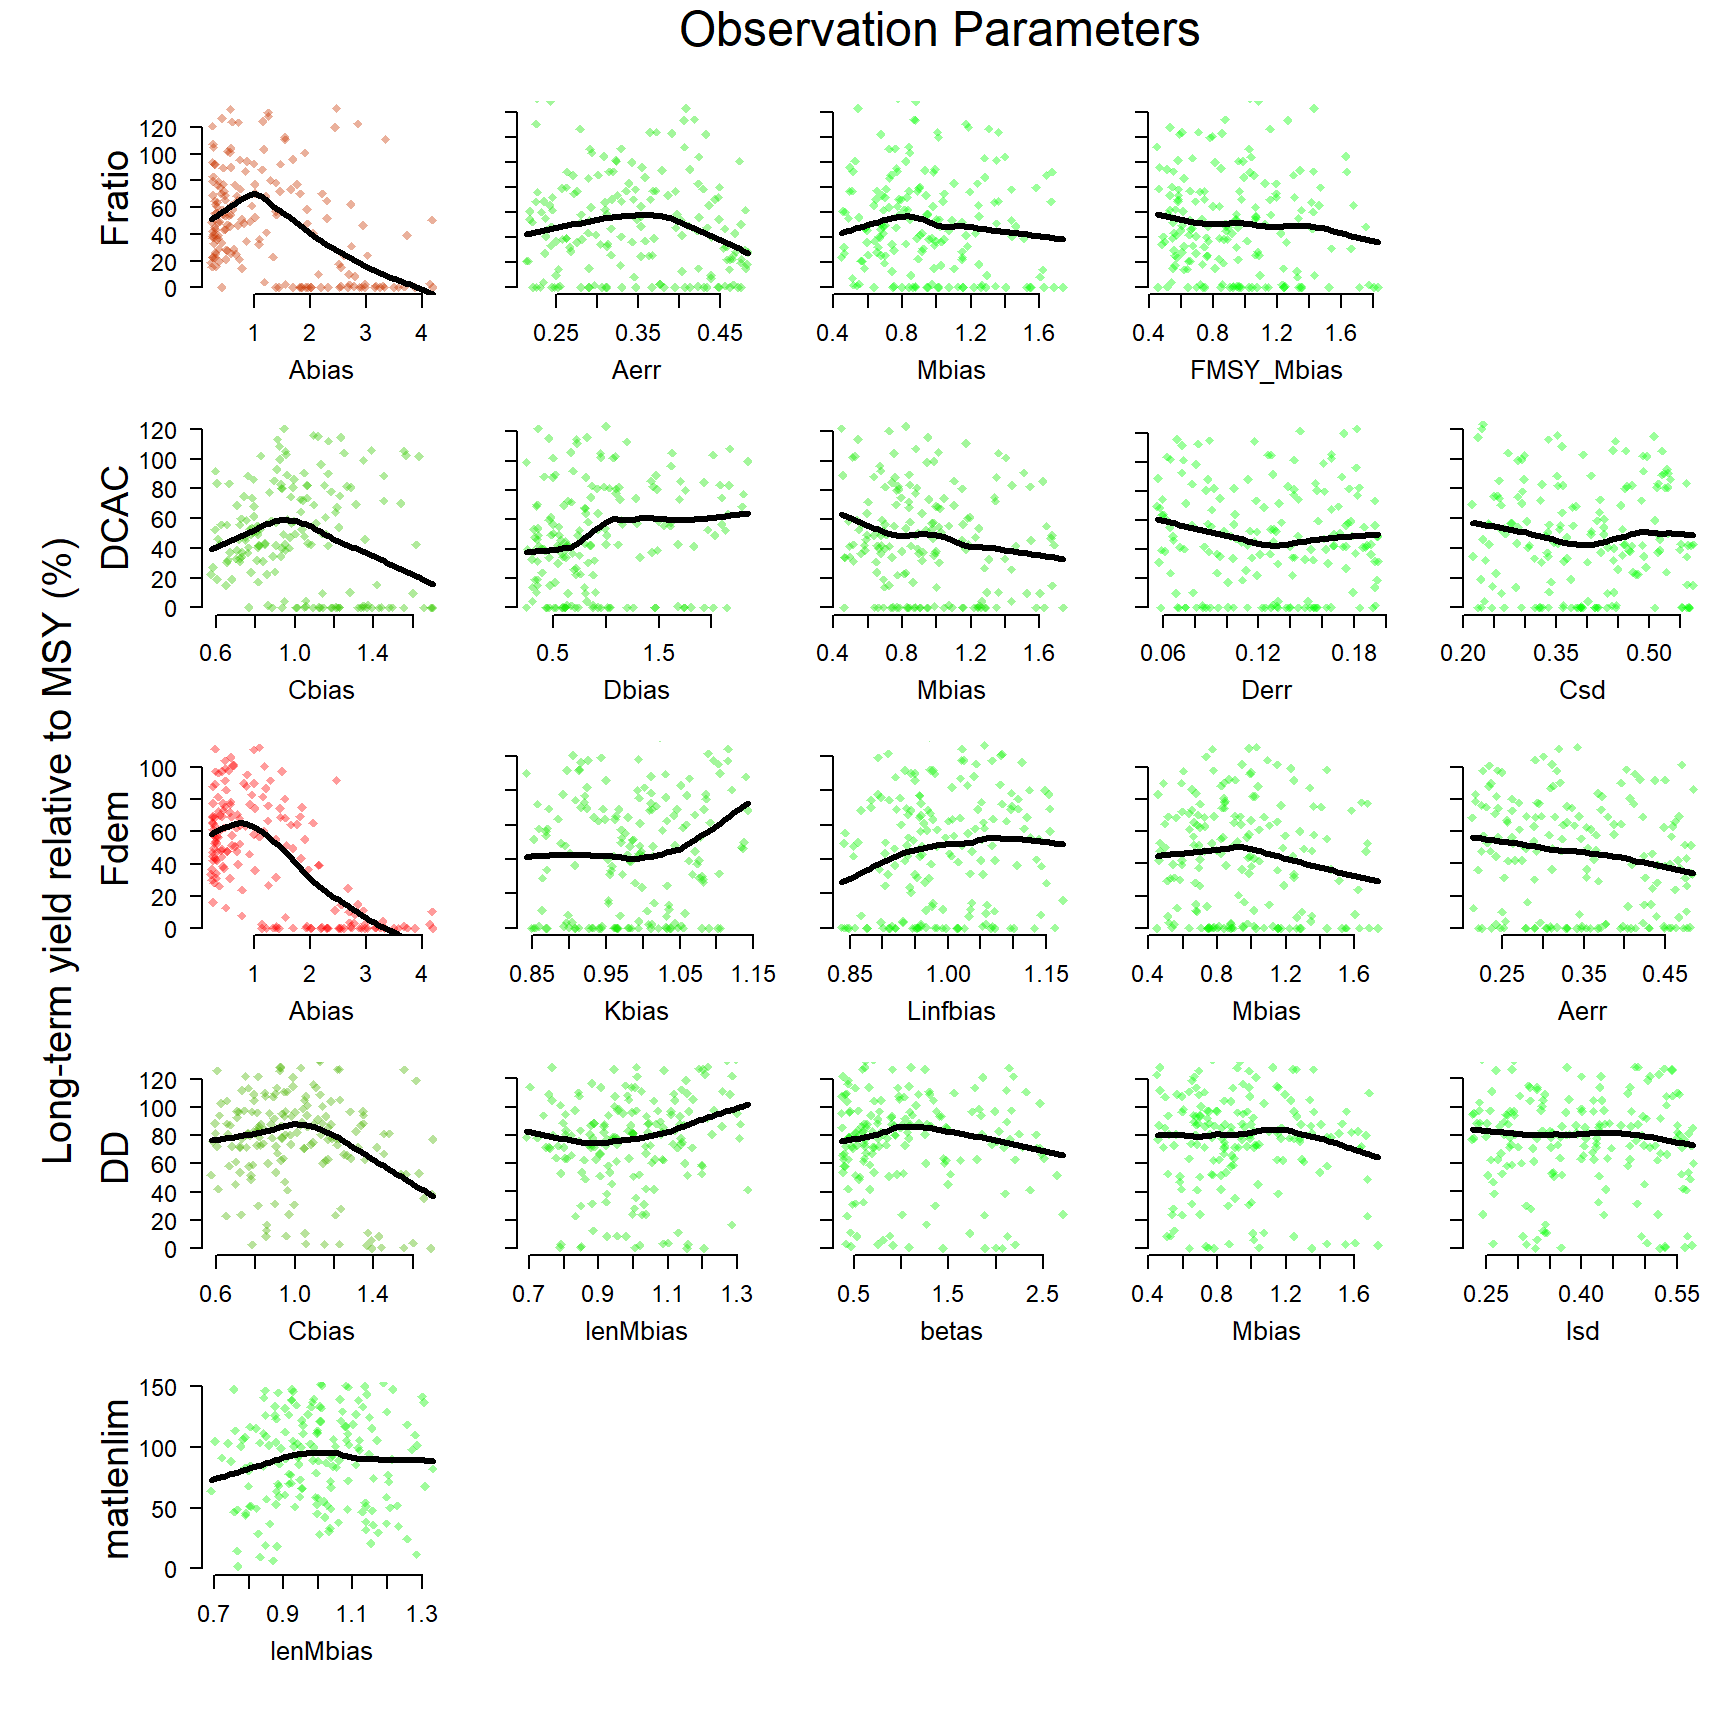 Observation Parameters
Long-term yield relative to MSY (%)
Fratio
120
100
80
60
40
20
0
1 2 3 4
Abias
0.25 0.35 0.45
Aerr
0.4 0.8 1.2 1.6
Mbias
0.4 0.8 1.2 1.6
FMSY_Mbias
DCAC
120
100
80
60
40
20
0
0.6 1.0 1.4
Cbias
0.5 1.5
Dbias
0.4 0.8 1.2 1.6
Mbias
0.06 0.12 0.18
Derr
0.20 0.35 0.50
Csd
Fdem
100
80
60
40
20
0
1 2 3 4
Abias
0.85 0.95 1.05 1.15
Kbias
0.85 1.00 1.15
Linfbias
0.4 0.8 1.2 1.6
Mbias
0.25 0.35 0.45
Aerr
DD
120
100
80
60
40
20
0
0.6 1.0 1.4
Cbias
0.7 0.9 1.1 1.3
lenMbias
0.5 1.5 2.5
betas
0.4 0.8 1.2 1.6
Mbias
0.25 0.40 0.55
Isd
matlenlim
150
100
50
0
0.7 0.9 1.1 1.3
lenMbias